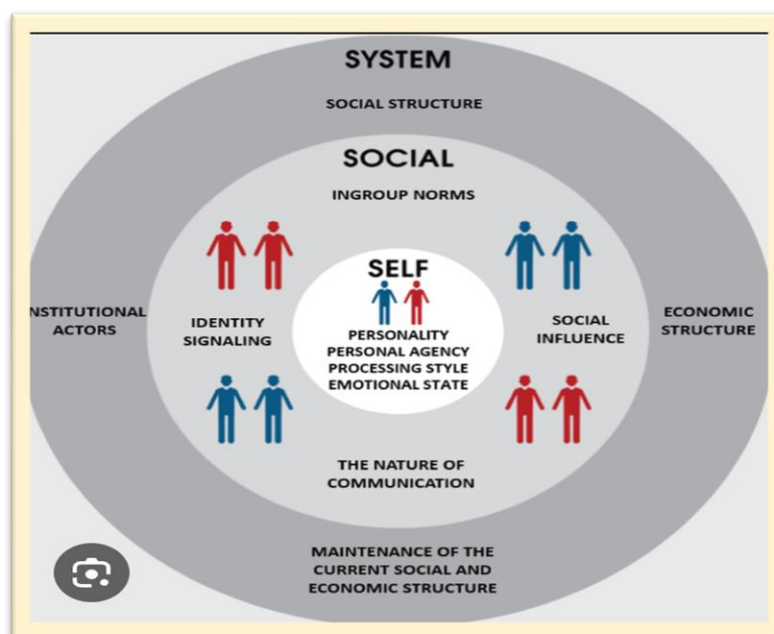 SYSTEM
SOCIAL STRUCTURE
SOCIAL
INGROUP NORMS
SELF
PERSONALITY
PERSONAL AGENCY
PROCESSING STYLE
EMOTIONAL STATE
NSTITUTIONAL
ACTORS
IDENTITY
SIGNALING
SOCIAL
INFLUENCE
ECONOMIC
STRUCTURE
THE NATURE OF
COMMUNICATION
MAINTENANCE OF THE
CURRENT SOCIAL AND
ECONOMIC STRUCTURE